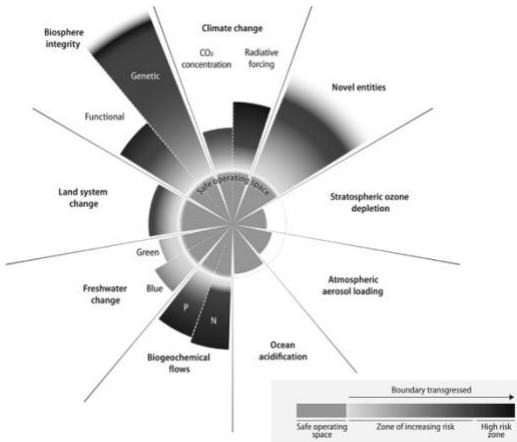 Climate change
CO₂
concentration
Radiative
forcing
Biosphere
integrity
Genetic
Functional
Novel entities
Safe operating space
Land system
change
Stratospheric ozone
depletion
Green
Freshwater
change
Blue
Atmospheric
aerosol loading
P
N
Biogeochemical
flows
Ocean
acidification
Boundary transgressed
Safe operating
space
Zone of increasing risk
High risk
zone